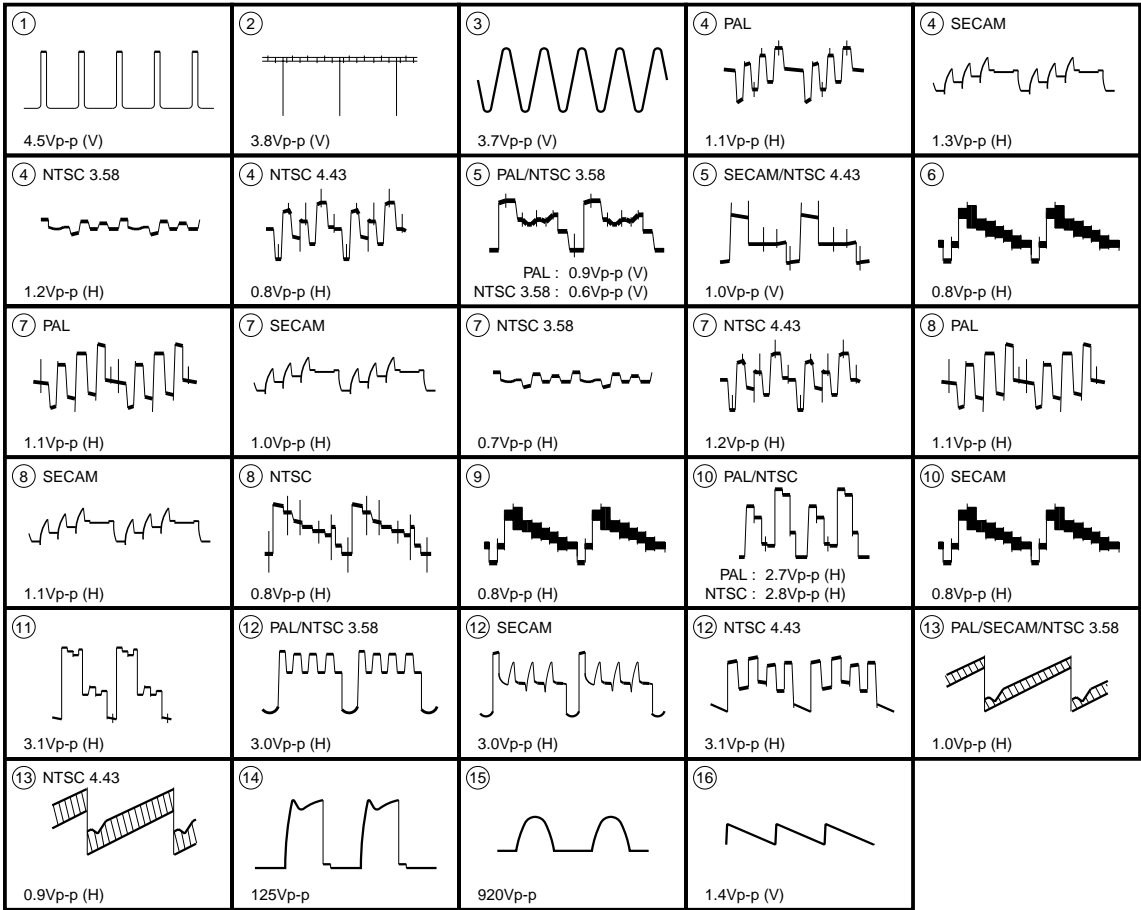 ① 
4.5Vp-p (V)
②
3.8Vp-p (V)
③
3.7Vp-p (V)
④ PAL
1.1Vp-p (H)
④ SECAM
1.3Vp-p (H)
④ NTSC 3.58
1.2Vp-p (H)
④ NTSC 4.43
0.8Vp-p (H)
⑤ PAL/NTSC 3.58
PAL : 0.9Vp-p (V)
NTSC 3.58 : 0.6Vp-p (V)
⑤ SECAM/NTSC 4.43
1.0Vp-p (V)
⑥
0.8Vp-p (H)
⑦ PAL
1.1Vp-p (H)
⑦ SECAM
1.0Vp-p (H)
⑦ NTSC 3.58
0.7Vp-p (H)
⑦ NTSC 4.43
1.2Vp-p (H)
⑧ PAL
1.1Vp-p (H)
⑧ SECAM
1.1Vp-p (H)
⑧ NTSC
0.8Vp-p (H)
⑨
0.8Vp-p (H)
⑩ PAL/NTSC
PAL : 2.7Vp-p (H)
NTSC : 2.8Vp-p (H)
⑩ SECAM
0.8Vp-p (H)
⑪
3.1Vp-p (H)
⑫ PAL/NTSC 3.58
3.0Vp-p (H)
⑫ SECAM
3.0Vp-p (H)
⑫ NTSC 4.43
3.1Vp-p (H)
⑬ PAL/SECAM/NTSC 3.58
1.0Vp-p (H)
⑬ NTSC 4.43
0.9Vp-p (H)
⑭
125Vp-p
⑮
920Vp-p
⑯
1.4Vp-p (V)